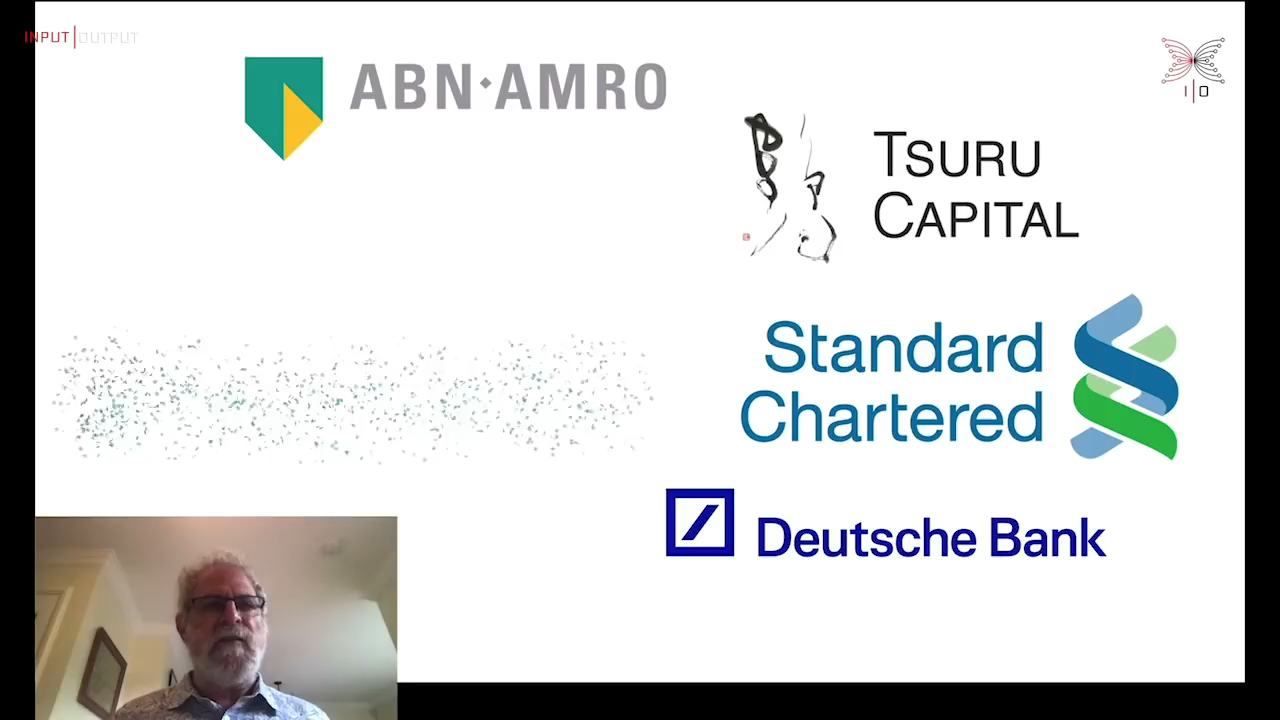 INPUT|OUTPUT
ABN·AMRO
I|O
TSURU
CAPITAL
Standard
Chartered
Deutsche Bank